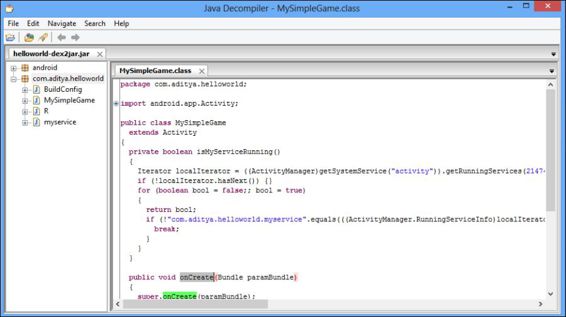 Java Decompiler - MySimpleGame.class
File Edit Navigate Search Help
helloworld-dex2jar.jar
android
com.aditya.helloworld
BuildConfig
MySimpleGame
R
myservice
MySimpleGame.class
package com.aditya.helloworld;
import android.app.Activity;
public class MySimpleGame
extends Activity
{
private boolean isMyServiceRunning()
{
Iterator localIterator = ((ActivityManager)getSystemService("activity")).getRunningServices(21474
if (!localIterator.hasNext()) {}
for (boolean bool = false;; bool = true)
{
return bool;
if (!"com.aditya.helloworld.myservice".equals(((ActivityManager.RunningServiceInfo)localIterato
break;
}
}
}
public void onCreate(Bundle paramBundle)
{
super.onCreate(paramBundle);